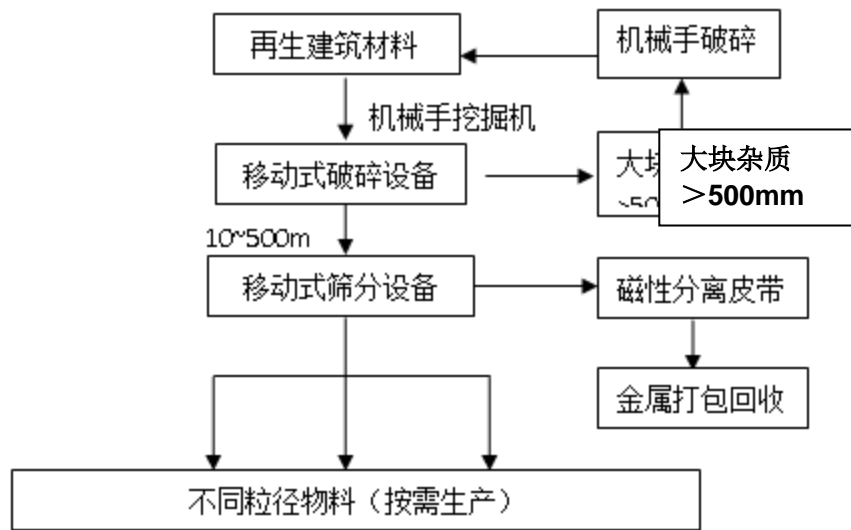 再生建筑材料
机械手破碎
机械手挖掘机
移动式破碎设备
大块
大块杂质
＞500mm
10~500m
移动式筛分设备
磁性分离皮带
金属打包回收
不同粒径物料（按需生产）